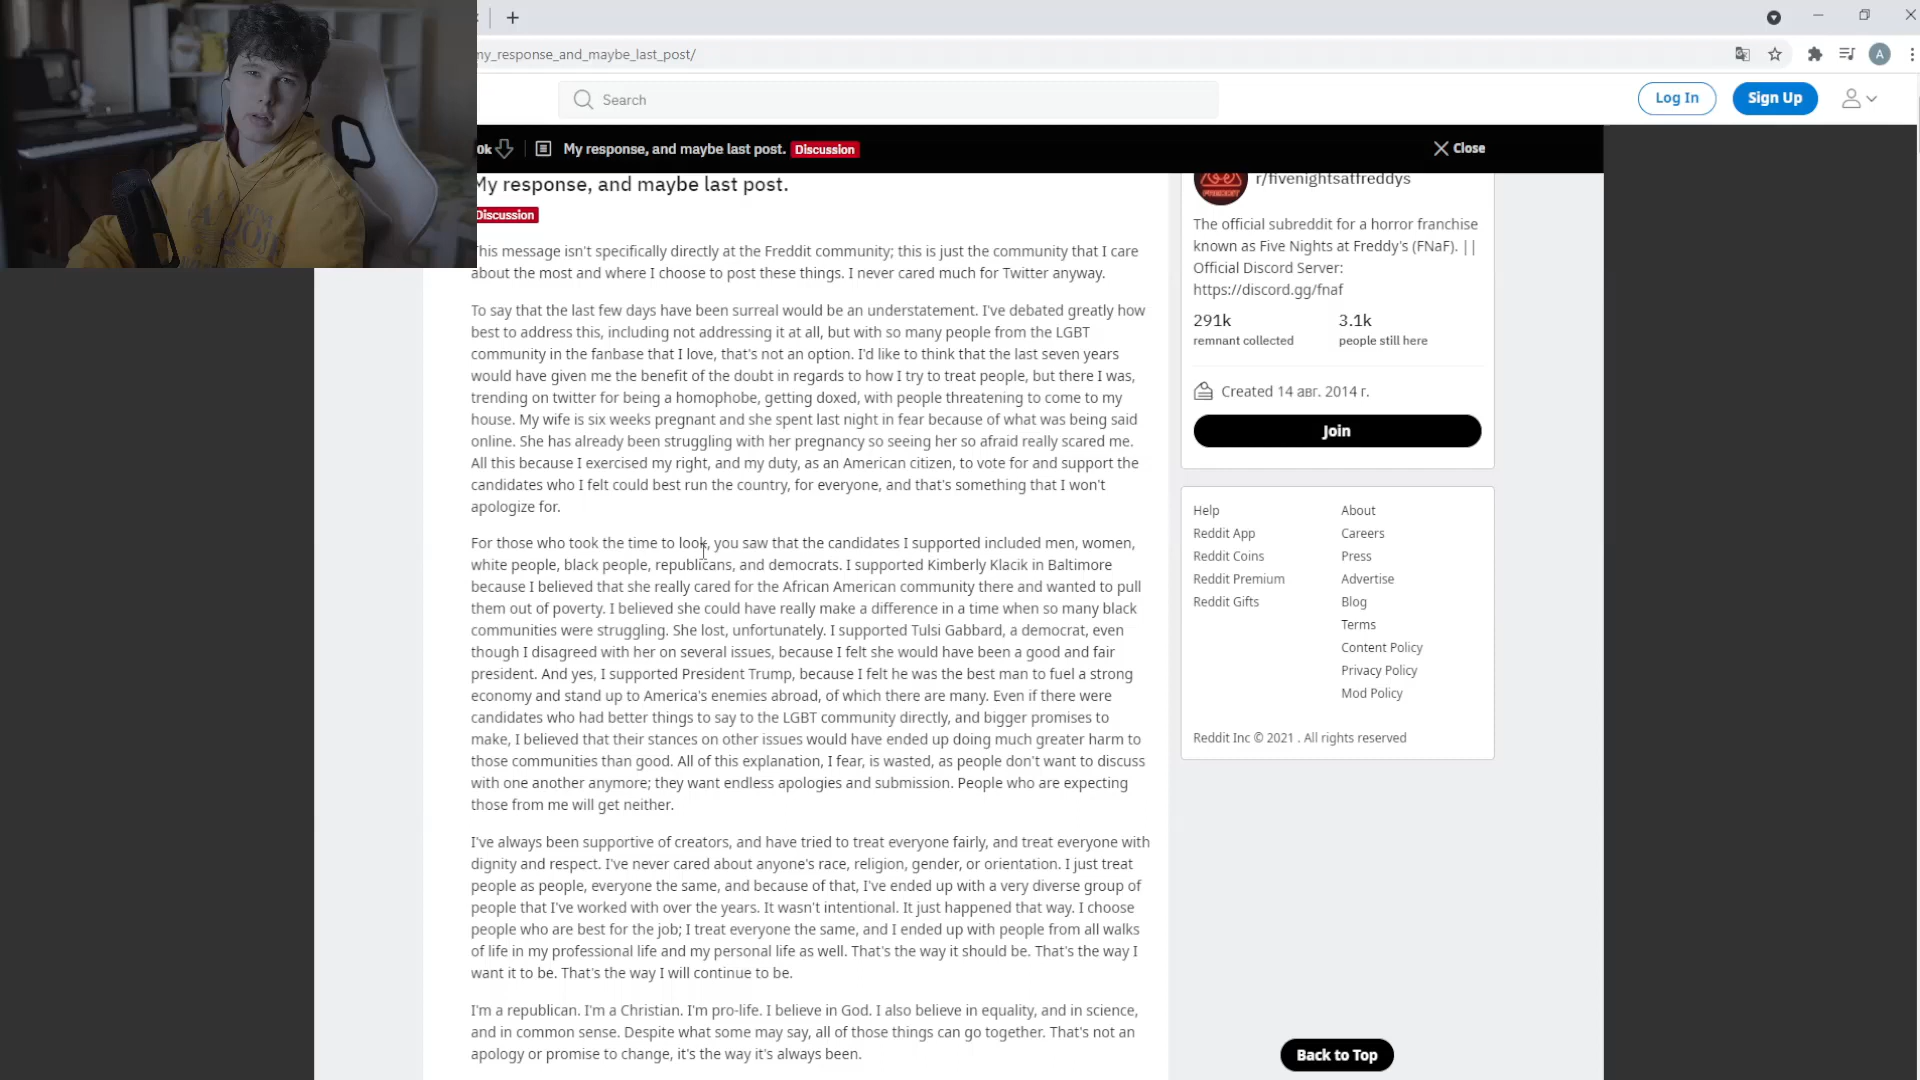 my_response_and_maybe_last_post/
A
Search
Log In
Sign Up
0k
My response, and maybe last post.
Discussion
Close
My response, and maybe last post.
Discussion
This message isn't specifically directly at the Freddit community; this is just the community that I care
about the most and where I choose to post these things. I never cared much for Twitter anyway.
To say that the last few days have been surreal would be an understatement. I've debated greatly how
best to address this, including not addressing it at all, but with so many people from the LGBT
community in the fanbase that I love, that's not an option. I'd like to think that the last seven years
would have given me the benefit of the doubt in regards to how I try to treat people, but there I was,
trending on twitter for being a homophobe, getting doxed, with people threatening to come to my
house. My wife is six weeks pregnant and she spent last night in fear because of what was being said
online. She has already been struggling with her pregnancy so seeing her so afraid really scared me.
All this because I exercised my right, and my duty, as an American citizen, to vote for and support the
candidates who I felt could best run the country, for everyone, and that's something that I won't
apologize for.
For those who took the time to look, you saw that the candidates I supported included men, women,
white people, black people, republicans, and democrats. I supported Kimberly Klacik in Baltimore
because I believed that she really cared for the African American community there and wanted to pull
them out of poverty. I believed she could have really make a difference in a time when so many black
communities were struggling. She lost, unfortunately. I supported Tulsi Gabbard, a democrat, even
though I disagreed with her on several issues, because I felt she would have been a good and fair
president. And yes, I supported President Trump, because I felt he was the best man to fuel a strong
economy and stand up to America's enemies abroad, of which there are many. Even if there were
candidates who had better things to say to the LGBT community directly, and bigger promises to
make, I believed that their stances on other issues would have ended up doing much greater harm to
those communities than good. All of this explanation, I fear, is wasted, as people don't want to discuss
with one another anymore; they want endless apologies and submission. People who are expecting
those from me will get neither.
I've always been supportive of creators, and have tried to treat everyone fairly, and treat everyone with
dignity and respect. I've never cared about anyone's race, religion, gender, or orientation. I just treat
people as people, everyone the same, and because of that, I've ended up with a very diverse group of
people that I've worked with over the years. It wasn't intentional. It just happened that way. I choose
people who are best for the job; I treat everyone the same, and I ended up with people from all walks
of life in my professional life and my personal life as well. That's the way it should be. That's the way I
want it to be. That's the way I will continue to be.
I'm a republican. I'm a Christian. I'm pro-life. I believe in God. I also believe in equality, and in science,
and in common sense. Despite what some may say, all of those things can go together. That's not an
apology or promise to change, it's the way it's always been.
r/fivenightsatfreddys
The official subreddit for a horror franchise
known as Five Nights at Freddy's (FNaF). ||
Official Discord Server:
https://discord.gg/fnaf
291k
3.1k
remnant collected
people still here
Created 14 авг. 2014 г.
Join
Help
About
Reddit App
Careers
Reddit Coins
Press
Reddit Premium
Advertise
Reddit Gifts
Blog
Terms
Content Policy
Privacy Policy
Mod Policy
Reddit Inc © 2021 . All rights reserved
Back to Top